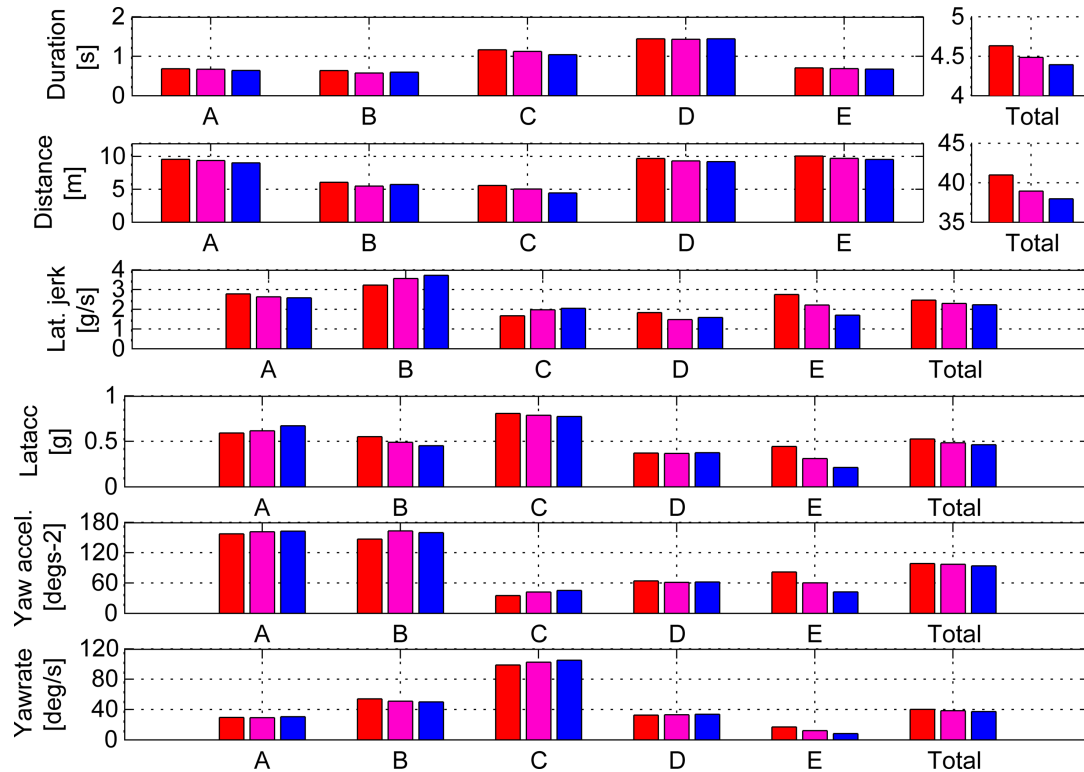 Duration
[s]
2
1
0
A B C D E
5
4.5
4
Total
Distance
[m]
10
5
0
A B C D E
45
40
35
Total
Lat. jerk
[g/s]
4
3
2
1
0
A B C D E Total
Latacc
[g]
1
0.5
0
A B C D E Total
Yaw accel.
[degs-2]
180
120
60
0
A B C D E Total
Yawrate
[deg/s]
120
80
40
0
A B C D E Total